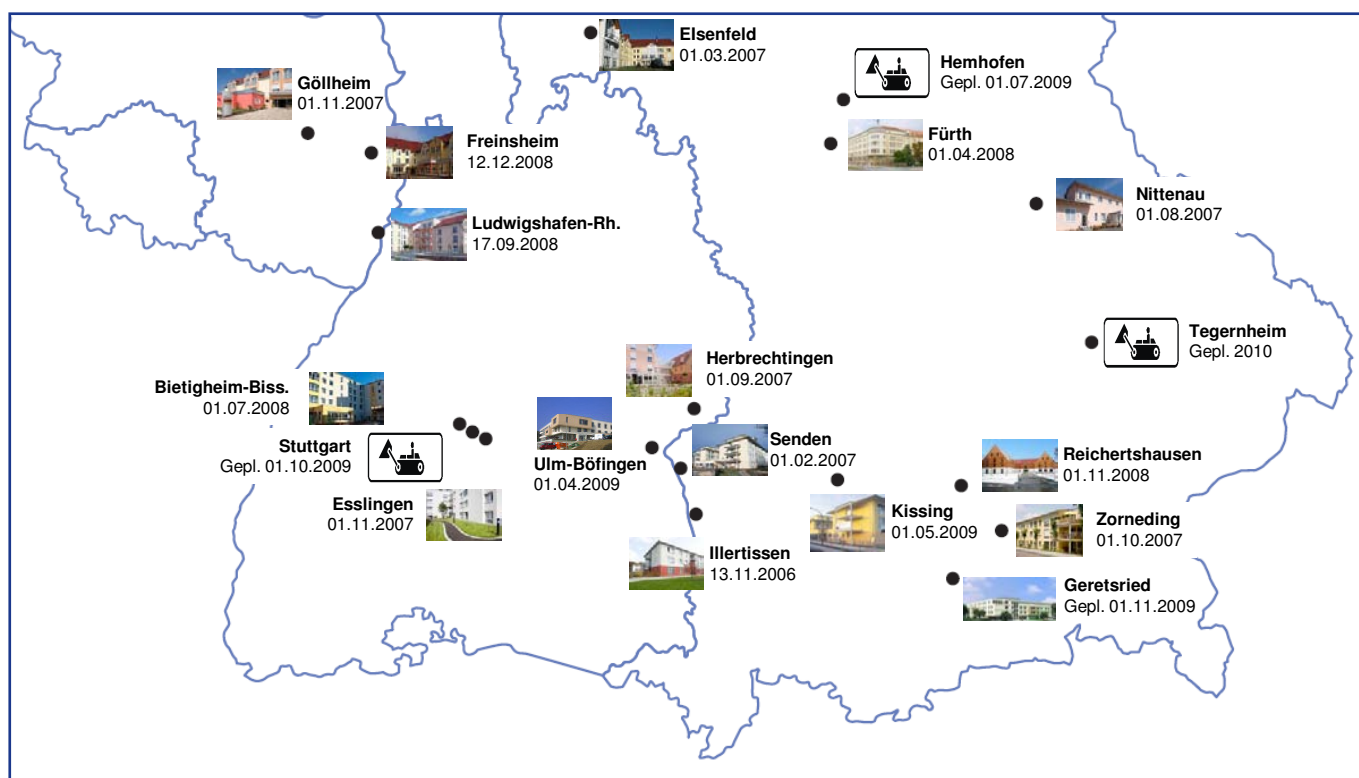 Elsenfeld
01.03.2007
Hemhofen
Gepl. 01.07.2009
Göllheim
01.11.2007
Freinsheim
12.12.2008
Fürth
01.04.2008
Nittenau
01.08.2007
Ludwigshafen-Rh.
17.09.2008
Tegernheim
Gepl. 2010
Herbrechtingen
01.09.2007
Bietigheim-Biss.
01.07.2008
Stuttgart
Gepl. 01.10.2009
Ulm-Böfingen
01.04.2009
Senden
01.02.2007
Reichertshausen
01.11.2008
Esslingen
01.11.2007
Kissing
01.05.2009
Zorneding
01.10.2007
Illertissen
13.11.2006
Geretsried
Gepl. 01.11.2009